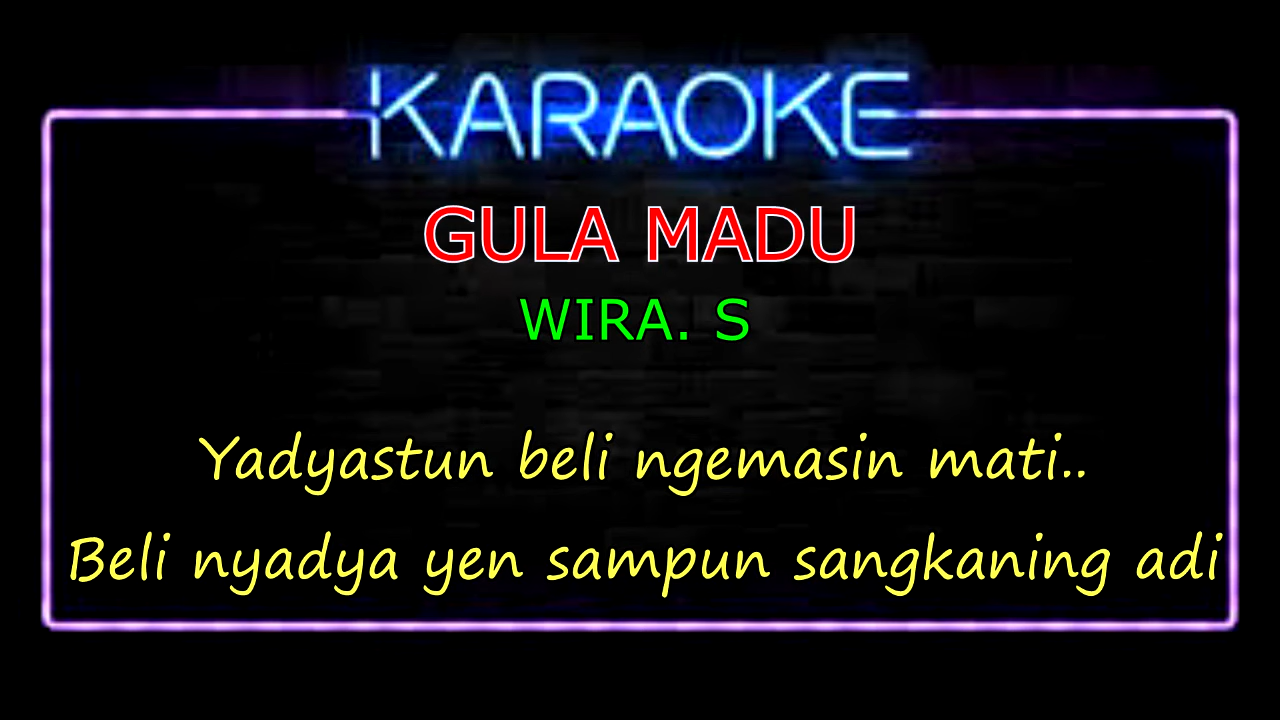 KARAOKE
GULA MADU
WIRA. S
Yadyastun beli ngemasin mati..
Beli nyadya yen sampun sangkaning adi